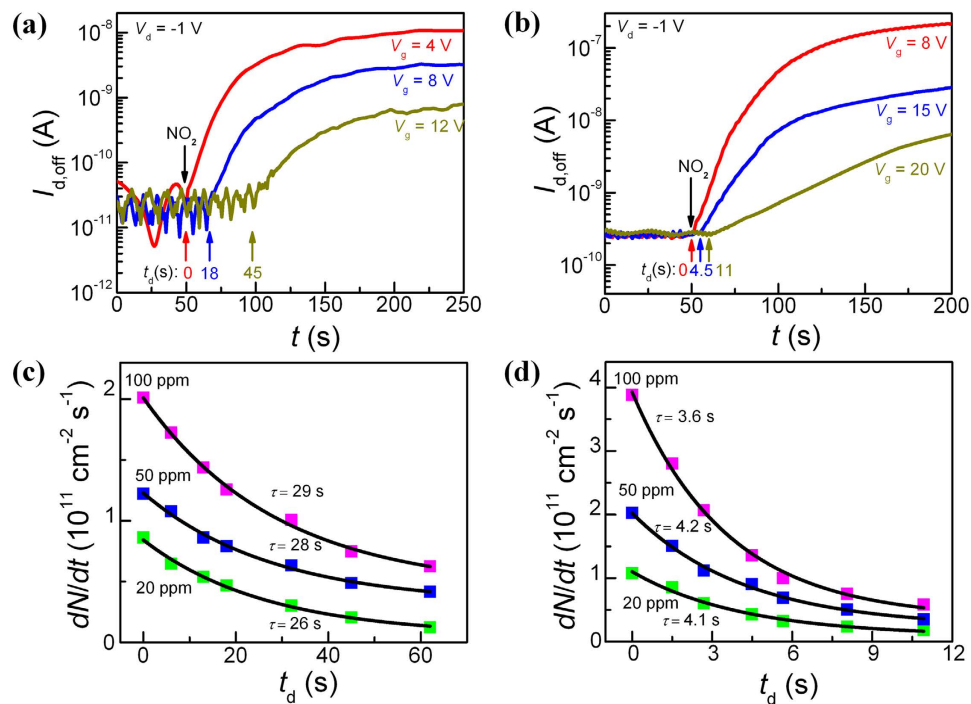 (a)
V_d = -1 V
I_d,off (A)
10^-8
10^-9
10^-10
10^-11
10^-12
V_g = 4 V
V_g = 8 V
V_g = 12 V
NO_2
t_d(s): 0 18 45
0 50 100 150 200 250
t (s)
(b)
V_d = -1 V
I_d,off (A)
10^-7
10^-8
10^-9
10^-10
V_g = 8 V
V_g = 15 V
V_g = 20 V
NO_2
t_d(s): 0 4.5 11
0 50 100 150 200
t (s)
(c)
dN/dt (10^11 cm^-2 s^-1)
2
1
0
100 ppm
50 ppm
20 ppm
τ = 29 s
τ = 28 s
τ = 26 s
0 20 40 60
t_d (s)
(d)
dN/dt (10^11 cm^-2 s^-1)
4
3
2
1
0
100 ppm
τ = 3.6 s
50 ppm
τ = 4.2 s
20 ppm
τ = 4.1 s
0 3 6 9 12
t_d (s)